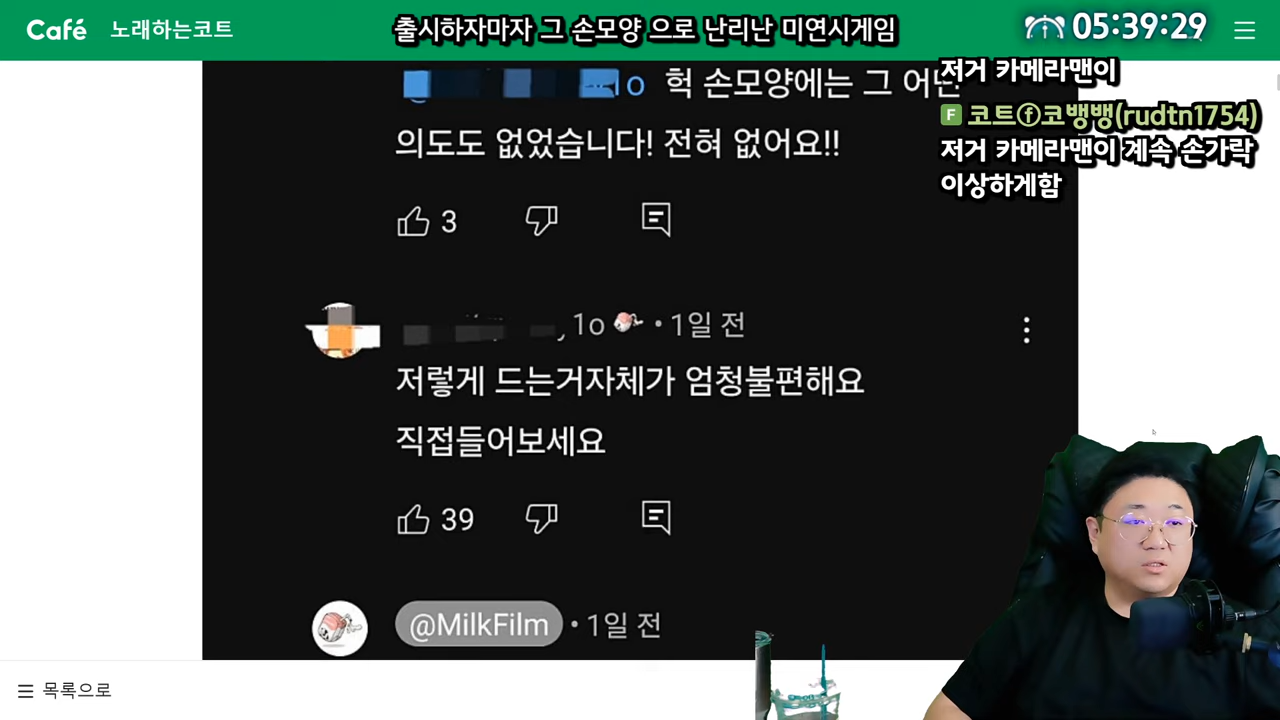 Café 노래하는코트
출시하자마자 그 손모양 으로 난리난 미연시게임
05:39:29
저거 카메라맨이
F 코트ⓕ코뱅뱅(rudtn1754)
저거 카메라맨이 계속 손가락
이상하게함
o 헉 손모양에는 그 어떤
의도도 없었습니다! 전혀 없어요!!
3
1o • 1일 전
저렇게 드는거자체가 엄청불편해요
직접들어보세요
39
@MilkFilm • 1일 전
목록으로